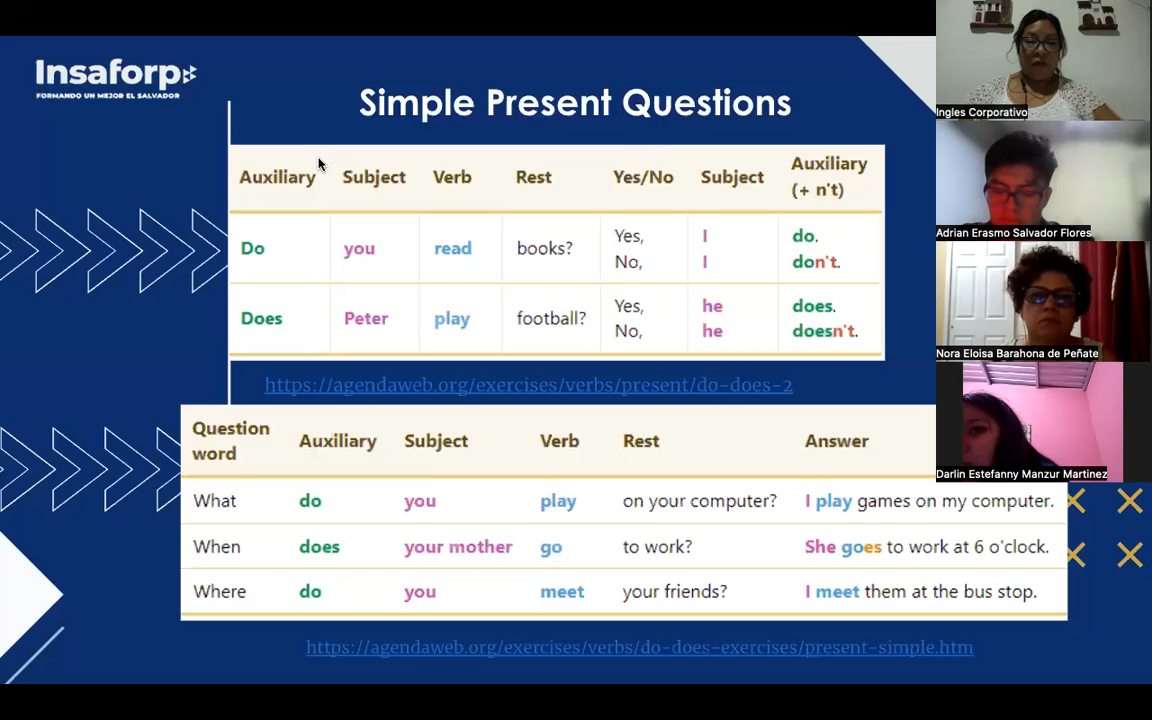 Insaforp
FORMANDO UN MEJOR EL SALVADOR
Simple Present Questions
Auxiliary Subject Verb Rest Yes/No Subject Auxiliary (+ n't)
Do you read books? Yes, I do.
No, I don't.
Does Peter play football? Yes, he does.
No, he doesn't.
https://agendaweb.org/exercises/verbs/present/do-does-2
Question word Auxiliary Subject Verb Rest Answer
What do you play on your computer? I play games on my computer.
When does your mother go to work? She goes to work at 6 o'clock.
Where do you meet your friends? I meet them at the bus stop.
https://agendaweb.org/exercises/verbs/do-does-exercises/present-simple.htm
Ingles Corporativo
Adrian Erasmo Salvador Flores
Nora Eloisa Barahona de Peñate
Darlin Estefanny Manzur Martinez